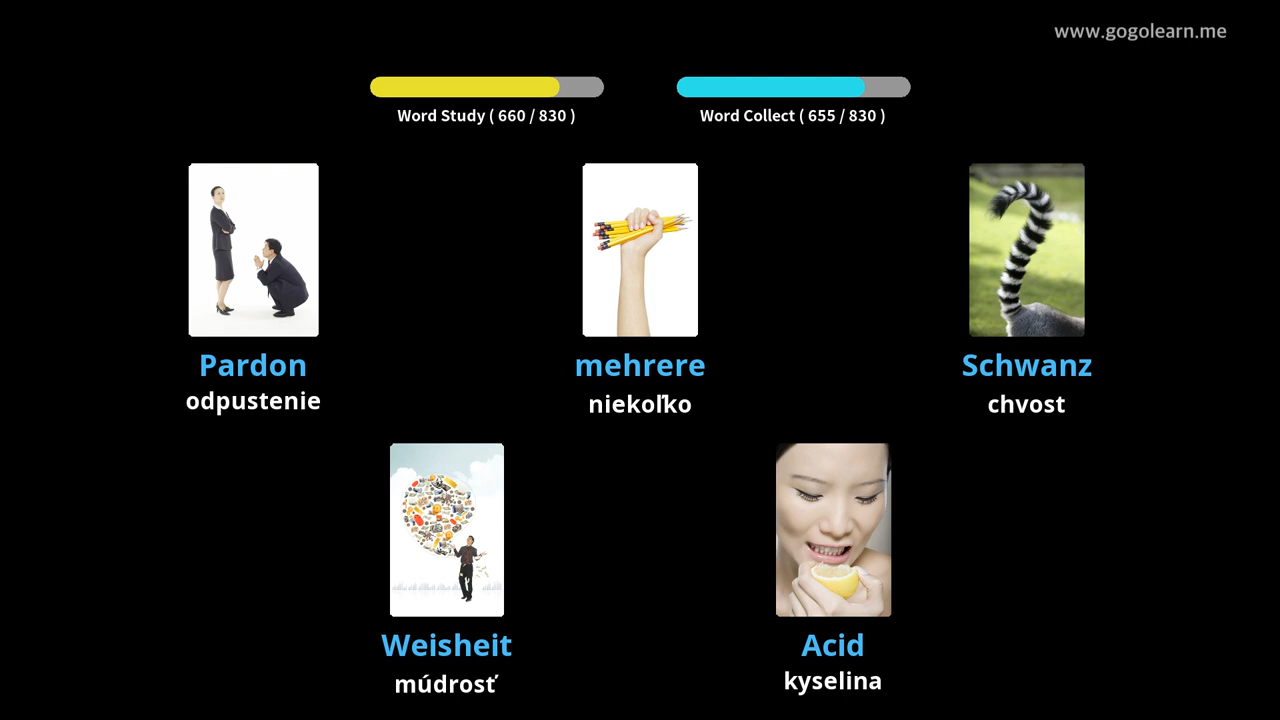 www.gogolearn.me
Word Study ( 660 / 830 )
Word Collect ( 655 / 830 )
Pardon
odpustenie
mehrere
niekoľko
Schwanz
chvost
Weisheit
múdrosť
Acid
kyselina